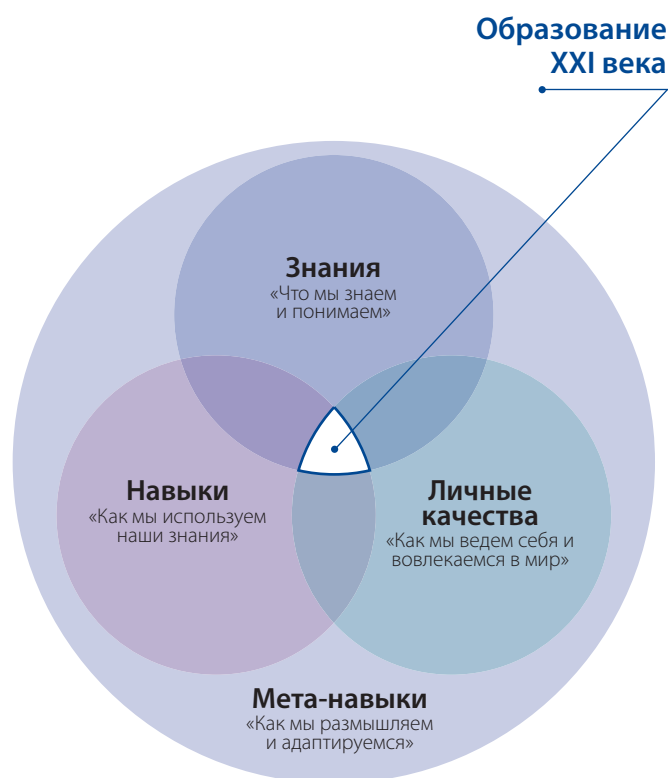 Образование
XXI века
Знания
«Что мы знаем
и понимаем»
Навыки
«Как мы используем
наши знания»
Личные
качества
«Как мы ведем себя и
вовлекаемся в мир»
Мета-навыки
«Как мы размышляем
и адаптируемся»